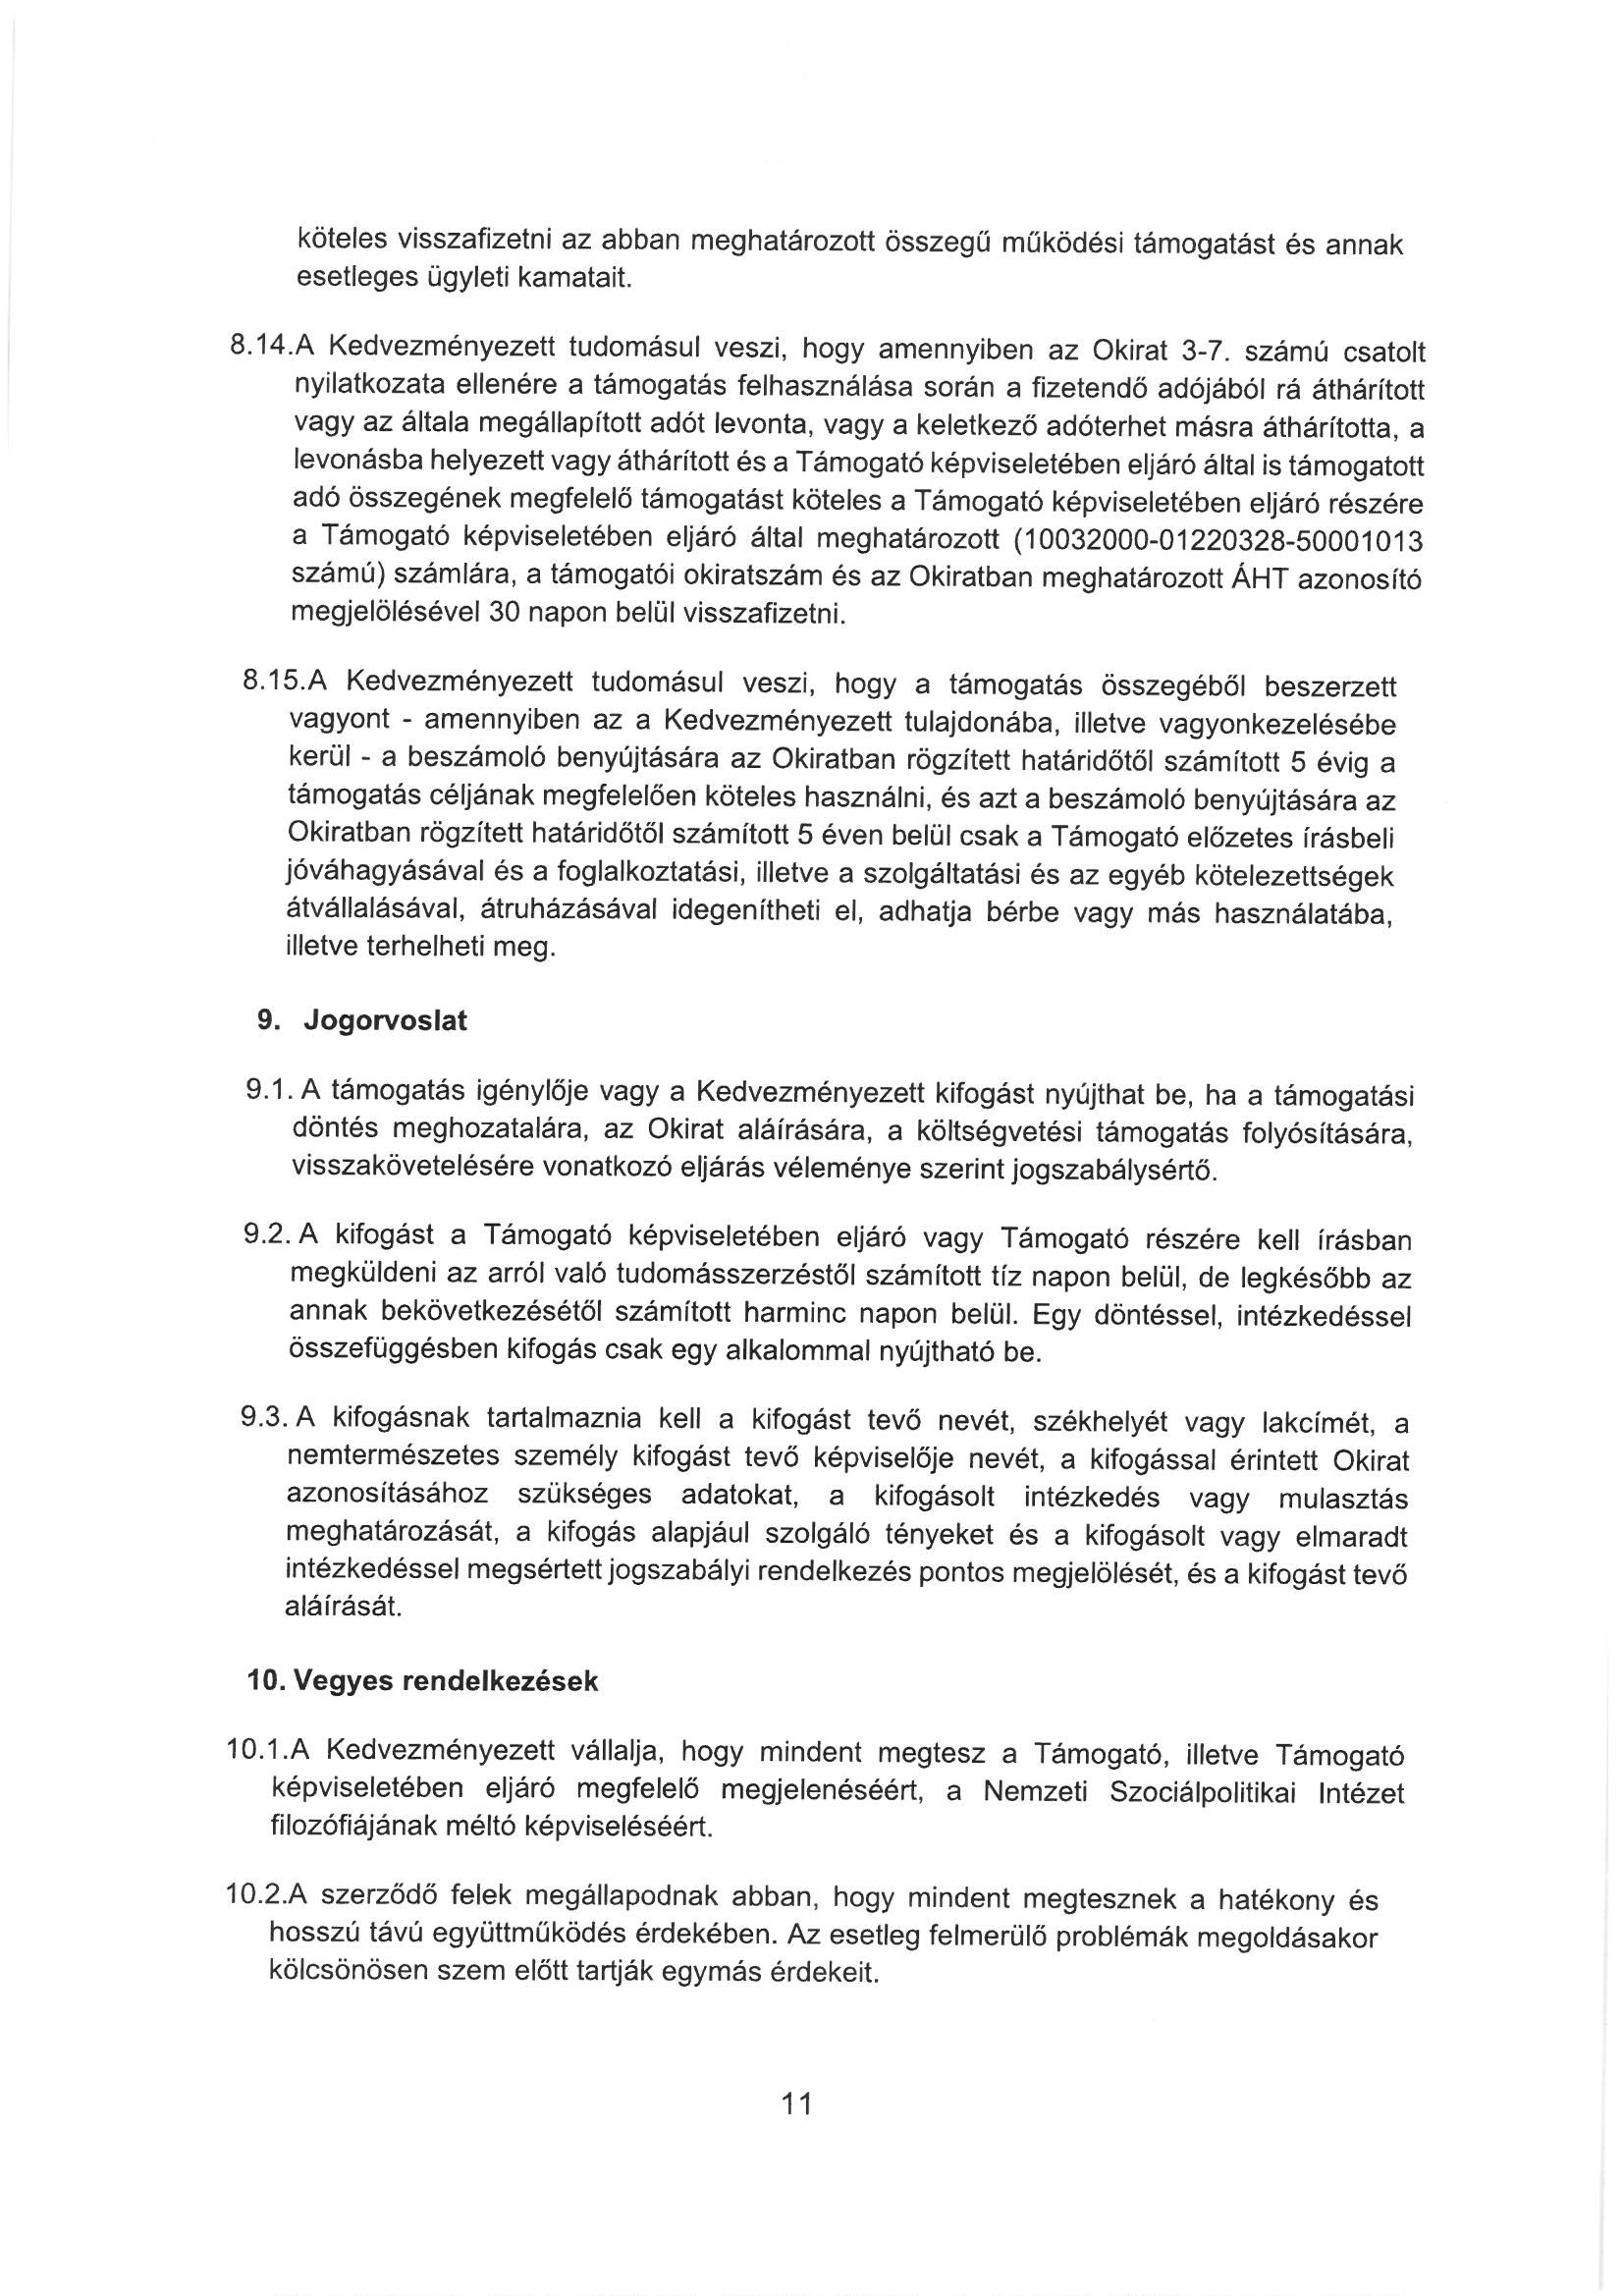 köteles visszafizetni az abban meghatározott összegű működési támogatást és annak
esetleges ügyleti kamatait.
8.14.A Kedvezményezett tudomásul veszi, hogy amennyiben az Okirat 3-7. számú csatolt
nyilatkozata ellenére a támogatás felhasználása során a fizetendő adójából rá áthárított
vagy az általa megállapított adót levonta, vagy a keletkező adóterhet másra áthárította, a
levonásba helyezett vagy áthárított és a Támogató képviseletében eljáró által is támogatott
adó összegének megfelelő támogatást köteles a Támogató képviseletében eljáró részére
a Támogató képviseletében eljáró által meghatározott (10032000-01220328-50001013
számú) számlára, a támogatói okiratszám és az Okiratban meghatározott ÁHT azonosító
megjelölésével 30 napon belül visszafizetni.
8.15.A Kedvezményezett tudomásul veszi, hogy a támogatás összegéből beszerzett
vagyont - amennyiben az a Kedvezményezett tulajdonába, illetve vagyonkezelésébe
kerül - a beszámoló benyújtására az Okiratban rögzített határidőtől számított 5 évig a
támogatás céljának megfelelően köteles használni, és azt a beszámoló benyújtására az
Okiratban rögzített határidőtől számított 5 éven belül csak a Támogató előzetes írásbeli
jóváhagyásával és a foglalkoztatási, illetve a szolgáltatási és az egyéb kötelezettségek
átvállalásával, átruházásával idegenítheti el, adhatja bérbe vagy más használatába,
illetve terhelheti meg.
9. Jogorvoslat
9.1. A támogatás igénylője vagy a Kedvezményezett kifogást nyújthat be, ha a támogatási
döntés meghozatalára, az Okirat aláírására, a költségvetési támogatás folyósítására,
visszakövetelésére vonatkozó eljárás véleménye szerint jogszabálysértő.
9.2. A kifogást a Támogató képviseletében eljáró vagy Támogató részére kell írásban
megküldeni az arról való tudomásszerzéstől számított tíz napon belül, de legkésőbb az
annak bekövetkezésétől számított harminc napon belül. Egy döntéssel, intézkedéssel
összefüggésben kifogás csak egy alkalommal nyújtható be.
9.3. A kifogásnak tartalmaznia kell a kifogást tevő nevét, székhelyét vagy lakcímét, a
nemtermészetes személy kifogást tevő képviselője nevét, a kifogással érintett Okirat
azonosításához szükséges adatokat, a kifogásolt intézkedés vagy mulasztás
meghatározását, a kifogás alapjául szolgáló tényeket és a kifogásolt vagy elmaradt
intézkedéssel megsértett jogszabályi rendelkezés pontos megjelölését, és a kifogást tevő
aláírását.
10. Vegyes rendelkezések
10.1.A Kedvezményezett vállalja, hogy mindent megtesz a Támogató, illetve Támogató
képviseletében eljáró megfelelő megjelenéséért, a Nemzeti Szociálpolitikai Intézet
filozófiájának méltó képviseléséért.
10.2.A szerződő felek megállapodnak abban, hogy mindent megtesznek a hatékony és
hosszú távú együttműködés érdekében. Az esetleg felmerülő problémák megoldásakor
kölcsönösen szem előtt tartják egymás érdekeit.
11